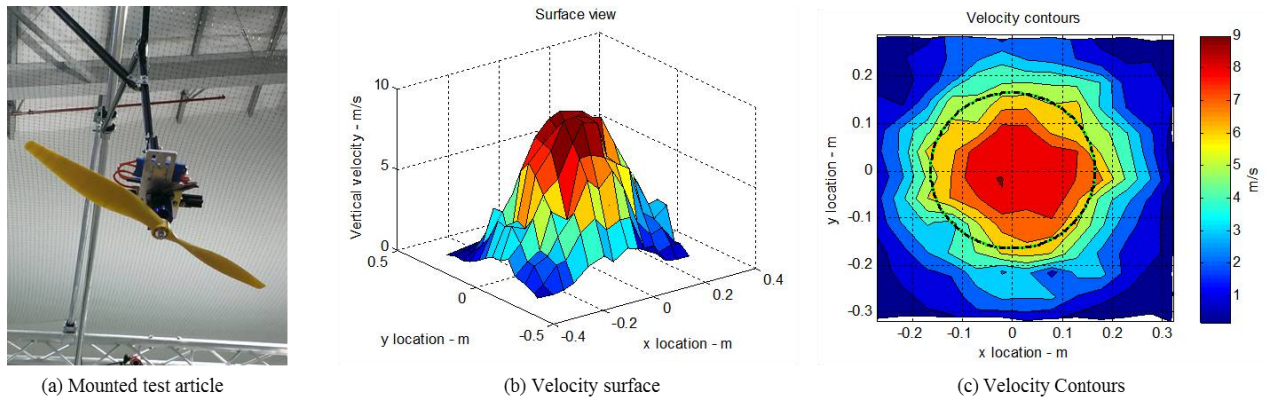 Surface view
10
5
0
Vertical velocity - m/s
0.5
0
-0.5
y location - m
-0.4
-0.2
0
0.2
0.4
x location - m
Velocity contours
0.2
0.1
0
-0.1
-0.2
-0.3
y location - m
-0.2
-0.1
0
0.1
0.2
0.3
x location - m
9
8
7
6
5
4
3
2
1
m/s
(a) Mounted test article
(b) Velocity surface
(c) Velocity Contours